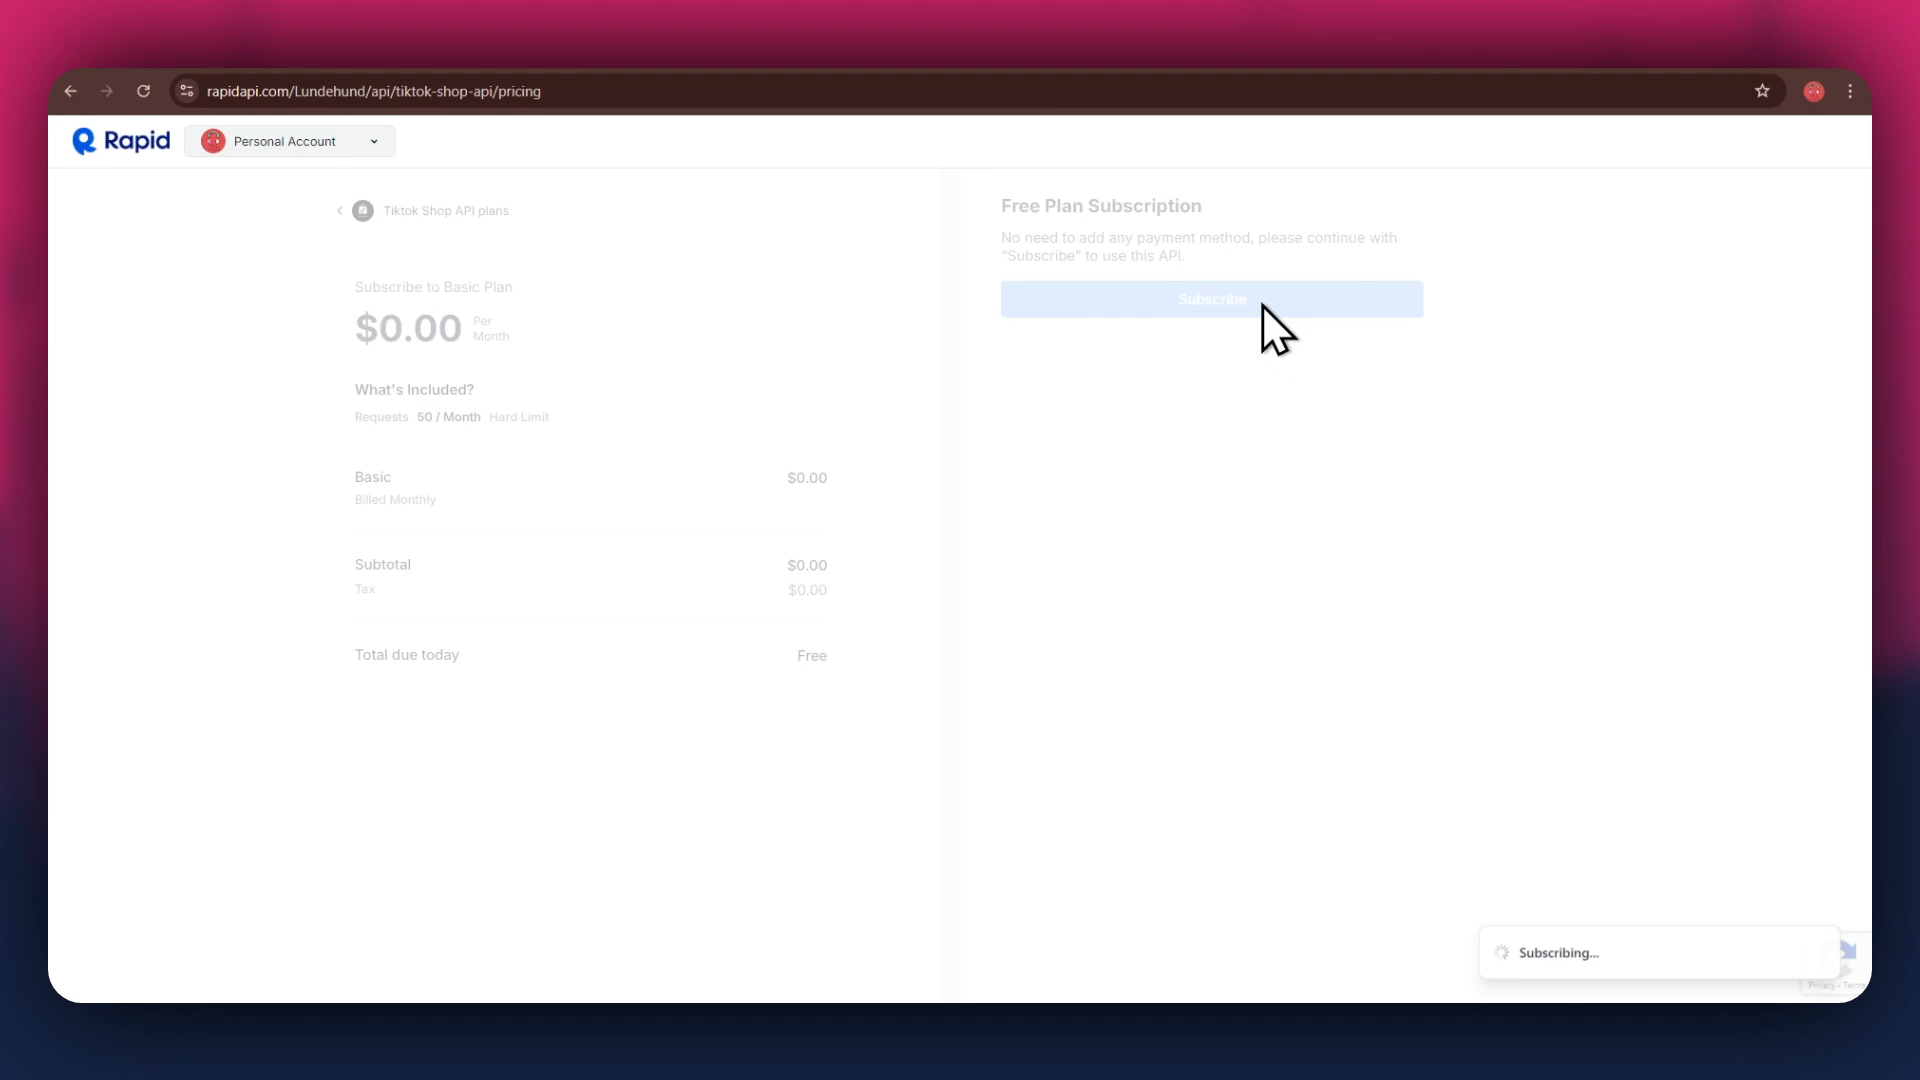 rapidapi.com/Lundehund/api/tiktok-shop-api/pricing
Rapid
Personal Account
Tiktok Shop API plans
Subscribe to Basic Plan
$0.00 Per Month
What's Included?
Requests 50 / Month Hard Limit
Basic $0.00
Billed Monthly
Subtotal $0.00
Tax $0.00
Total due today Free
Free Plan Subscription
No need to add any payment method, please continue with
"Subscribe" to use this API.
Subscribe
Subscribing...
Privacy - Terms